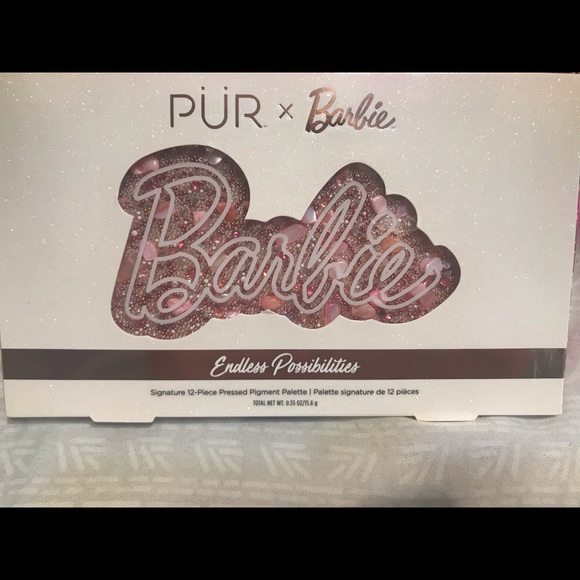 PÜR x Barbie
Barbie
Endless Possibilities
Signature 12-Piece Pressed Pigment Palette | Palette signature de 12 pièces
TOTAL NET WT. 0.55 OZ/15.6 g